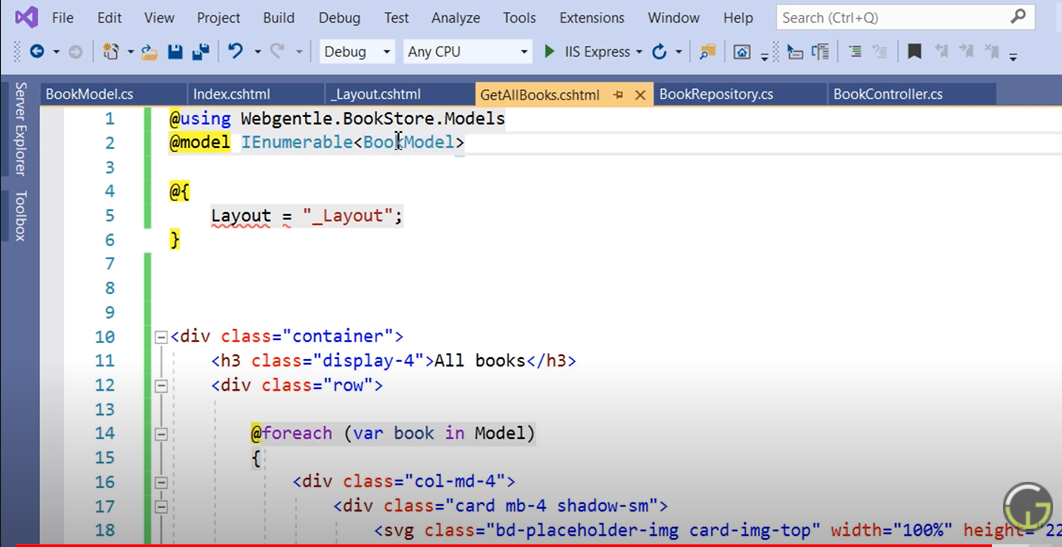 File Edit View Project Build Debug Test Analyze Tools Extensions Window Help Search (Ctrl+Q)
Debug Any CPU IIS Express
Server Explorer
Toolbox
BookModel.cs Index.cshtml _Layout.cshtml GetAllBooks.cshtml BookRepository.cs BookController.cs
1 @using Webgentle.BookStore.Models
2 @model IEnumerable<BookModel>
3
4 @{
5 Layout = "_Layout";
6 }
7
8
9
10 <div class="container">
11 <h3 class="display-4">All books</h3>
12 <div class="row">
13
14 @foreach (var book in Model)
15 {
16 <div class="col-md-4">
17 <div class="card mb-4 shadow-sm">
18 <svg class="bd-placeholder-img card-img-top" width="100%" height="22